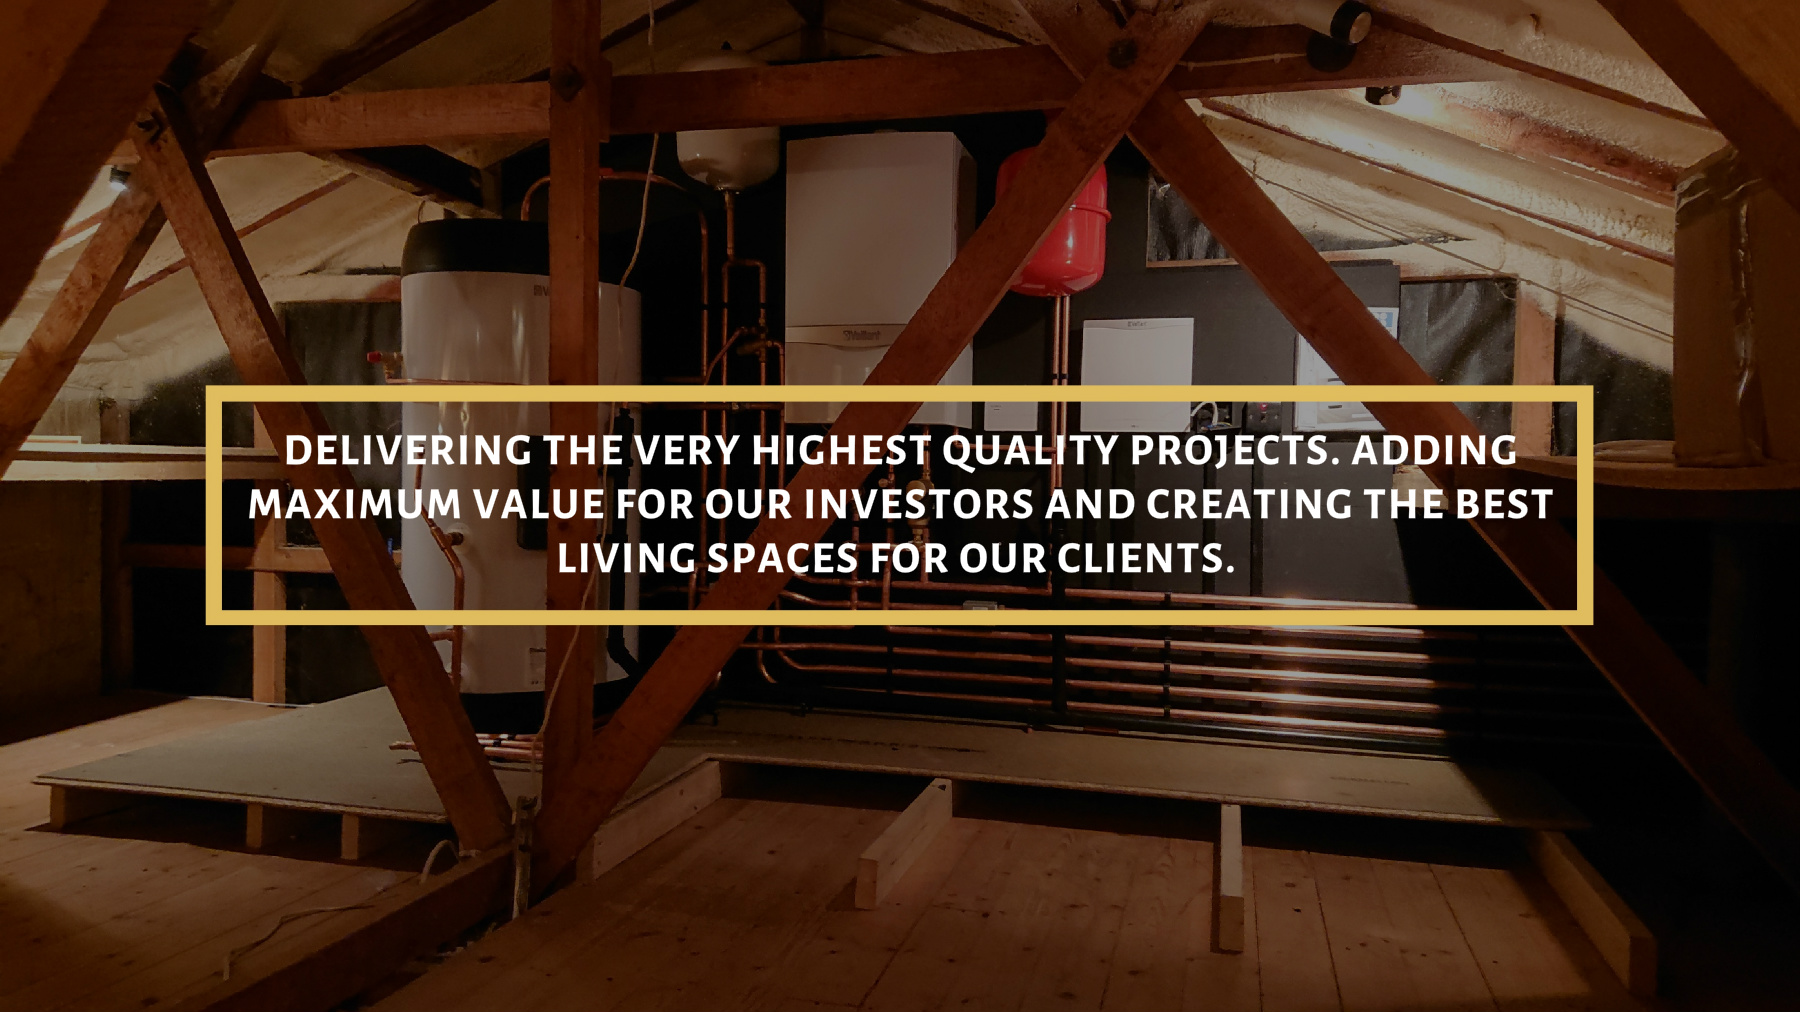 DELIVERING THE VERY HIGHEST QUALITY PROJECTS. ADDING
MAXIMUM VALUE FOR OUR INVESTORS AND CREATING THE BEST
LIVING SPACES FOR OUR CLIENTS.
Vaillant